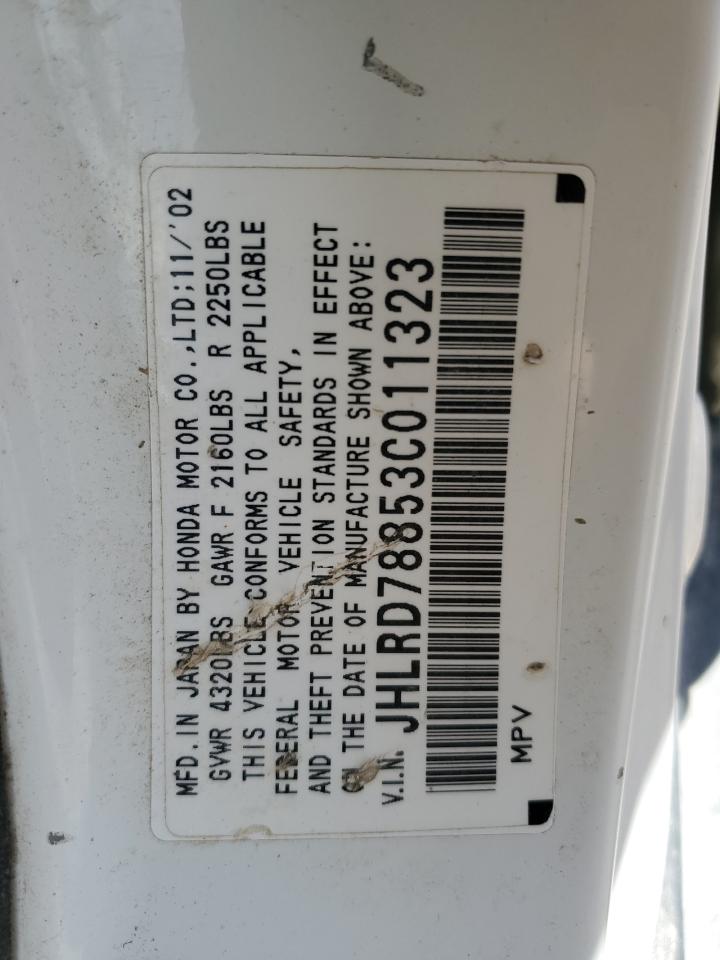 MFD. IN JAPAN BY HONDA MOTOR CO., LTD; 11/'02
GVWR 4320LBS GAWR F 2160LBS R 2250LBS
THIS VEHICLE CONFORMS TO ALL APPLICABLE
FEDERAL MOTOR VEHICLE SAFETY,
AND THEFT PREVENTION STANDARDS IN EFFECT
ON THE DATE OF MANUFACTURE SHOWN ABOVE:
V.I.N. JHLRD78853C011323
MPV